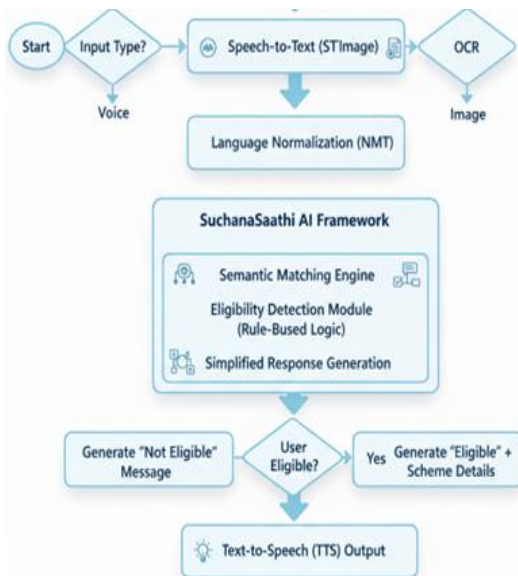 Start
Input Type?
Speech-to-Text (ST'Image)
OCR
Voice
Image
Language Normalization (NMT)
SuchanaSaathi AI Framework
Semantic Matching Engine
Eligibility Detection Module
(Rule-Based Logic)
Simplified Response Generation
Generate "Not Eligible"
Message
User
Eligible?
Yes
Generate "Eligible" +
Scheme Details
Text-to-Speech (TTS) Output